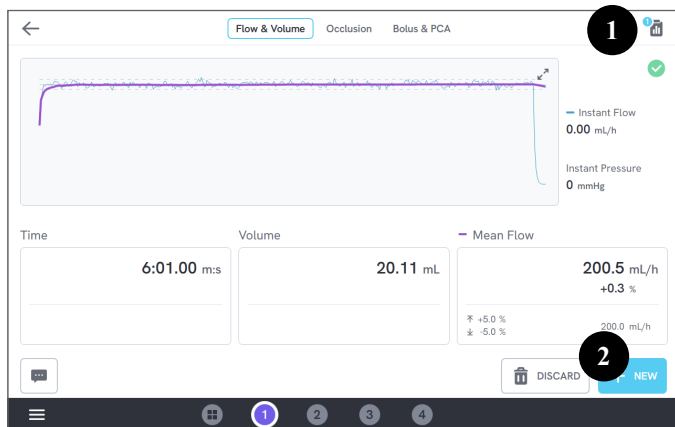 Flow & Volume Occlusion Bolus & PCA
1
1
Instant Flow
0.00 mL/h
Instant Pressure
0 mmHg
Time Volume Mean Flow
6:01.00 m:s 20.11 mL 200.5 mL/h
+0.3 %
+5.0 %
-5.0 % 200.0 mL/h
2
DISCARD + NEW
1 2 3 4